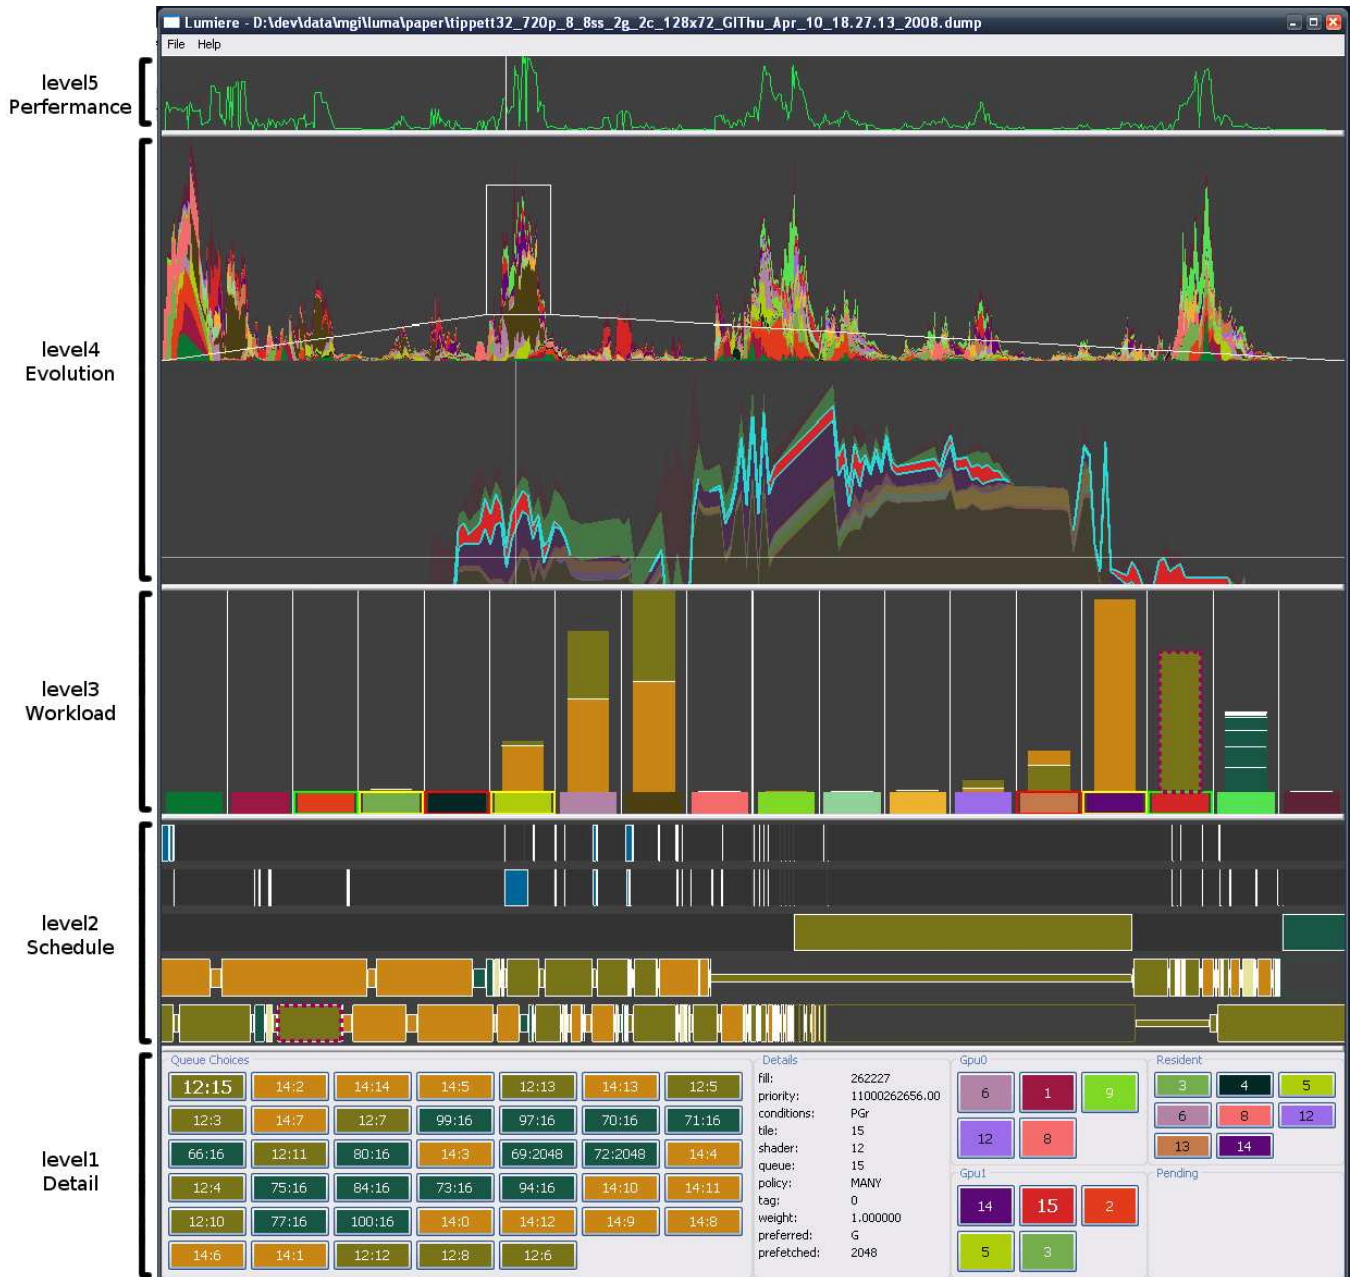 Lumiere - D:\dev\data\mgi\luma\paper\tippett32_720p_8_8ss_2g_2c_128x72_GIThu_Apr_10_18.27.13_2008.dump
File Help
level5
Perfermance
level4
Evolution
level3
Workload
level2
Schedule
level1
Detail
Queue Choices
12:15 14:2 14:14 14:5 12:13 14:13 12:5
12:3 14:7 12:7 99:16 97:16 70:16 71:16
66:16 12:11 80:16 14:3 69:2048 72:2048 14:4
12:4 75:16 84:16 73:16 94:16 14:10 14:11
12:10 77:16 100:16 14:0 14:12 14:9 14:8
14:6 14:1 12:12 12:8 12:6
Details
fill: 262227
priority: 11000262656.00
conditions: PGr
tile: 15
shader: 12
queue: 15
policy: MANY
tag: 0
weight: 1.000000
preferred: G
prefetched: 2048
Gpu0
6 1 9
12 8
Gpu1
14 15 2
5 3
Resident
3 4 5
6 8 12
13 14
Pending